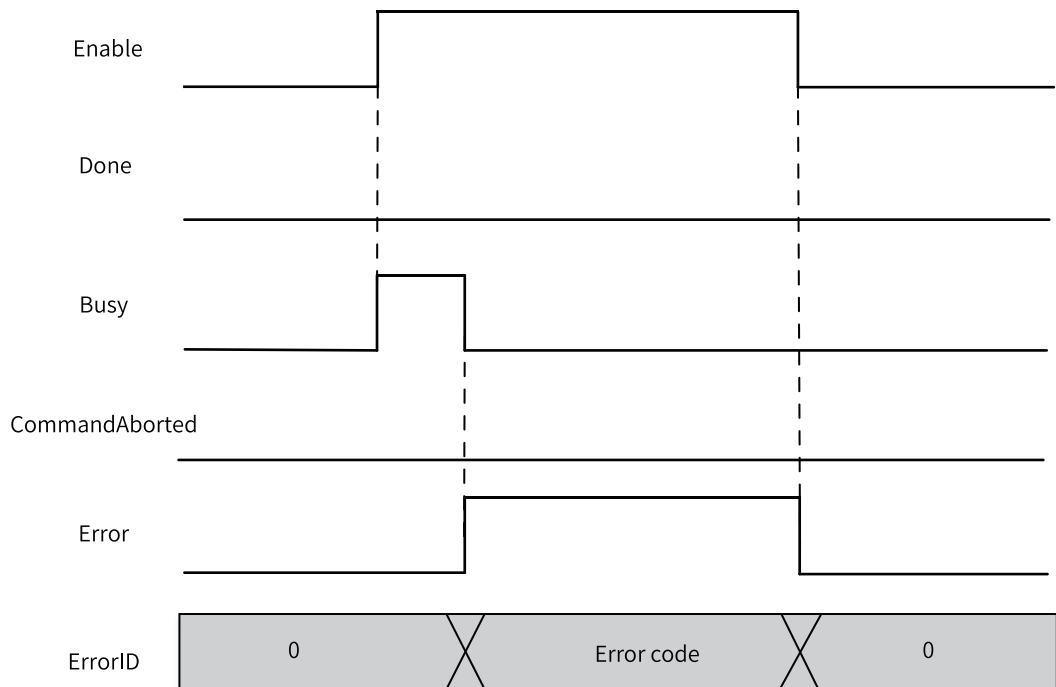 Enable
Done
Busy
CommandAborted
Error
ErrorID
0
Error code
0